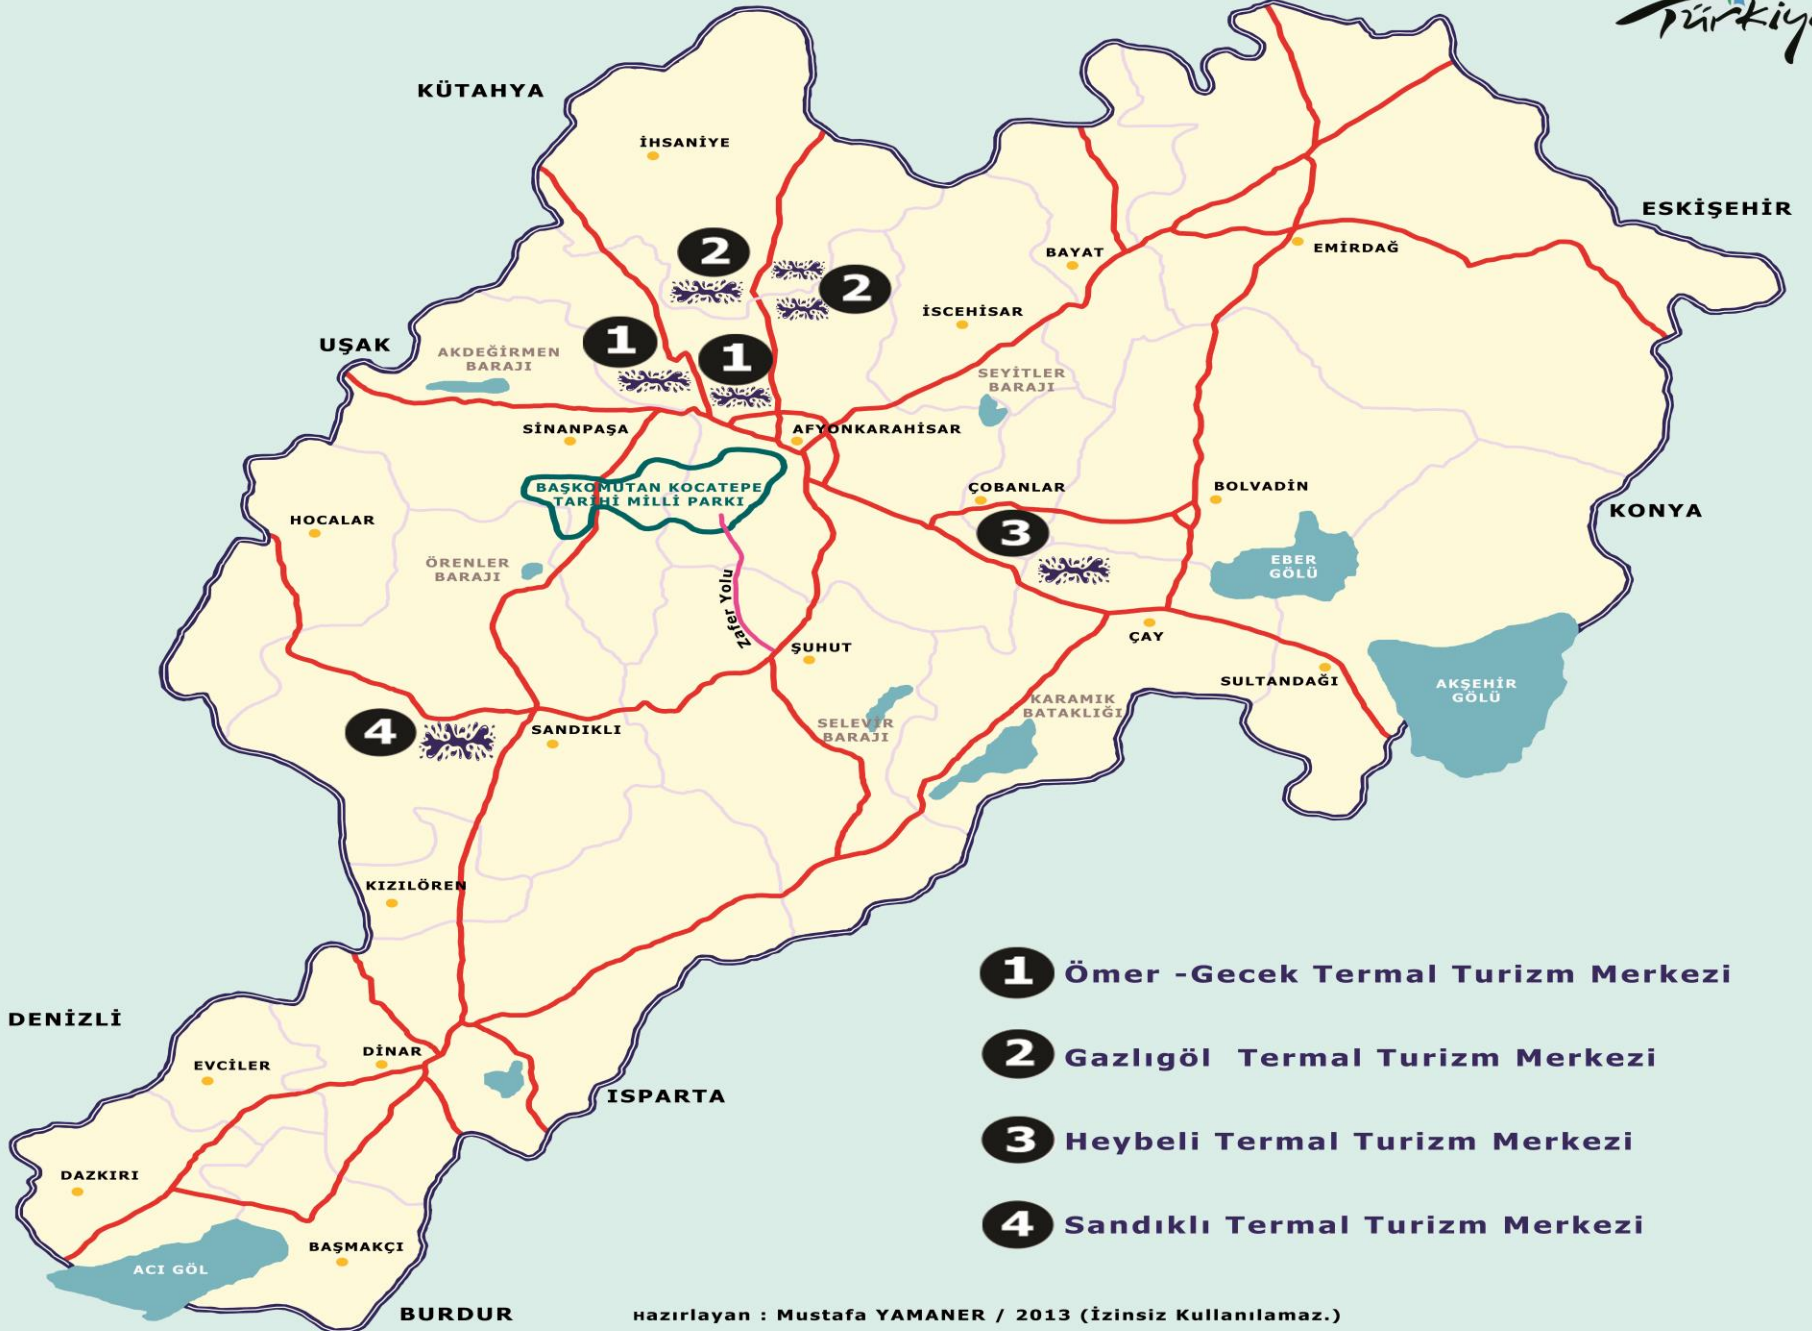 Türkiye
KÜTAHYA
İHSANİYE
ESKİŞEHİR
2
EMİRDAĞ
BAYAT
2
İSCEHİSAR
UŞAK
1
1
AKDEĞİRMEN
BARAJI
SEYİTLER
BARAJI
SİNANPAŞA
AFYONKARAHİSAR
BAŞKOMUTAN KOCATEPE
TARİHİ MİLLİ PARKI
ÇOBANLAR
BOLVADİN
KONYA
HOCALAR
3
ÖRENLER
BARAJI
EBER
GÖLÜ
Zafer Yolu
ŞUHUT
ÇAY
SULTANDAĞI
AKŞEHİR
GÖLÜ
4
SANDIKLI
SELEVİR
BARAJI
KARAMIK
BATAKLIĞI
KIZILÖREN
1 Ömer -Gecek Termal Turizm Merkezi
DENİZLİ
2 Gazlıgöl Termal Turizm Merkezi
EVCİLER
DİNAR
ISPARTA
3 Heybeli Termal Turizm Merkezi
DAZKIRI
4 Sandıklı Termal Turizm Merkezi
BAŞMAKÇI
ACI GÖL
BURDUR
Hazırlayan : Mustafa YAMANER / 2013 (İzinsiz Kullanılamaz.)